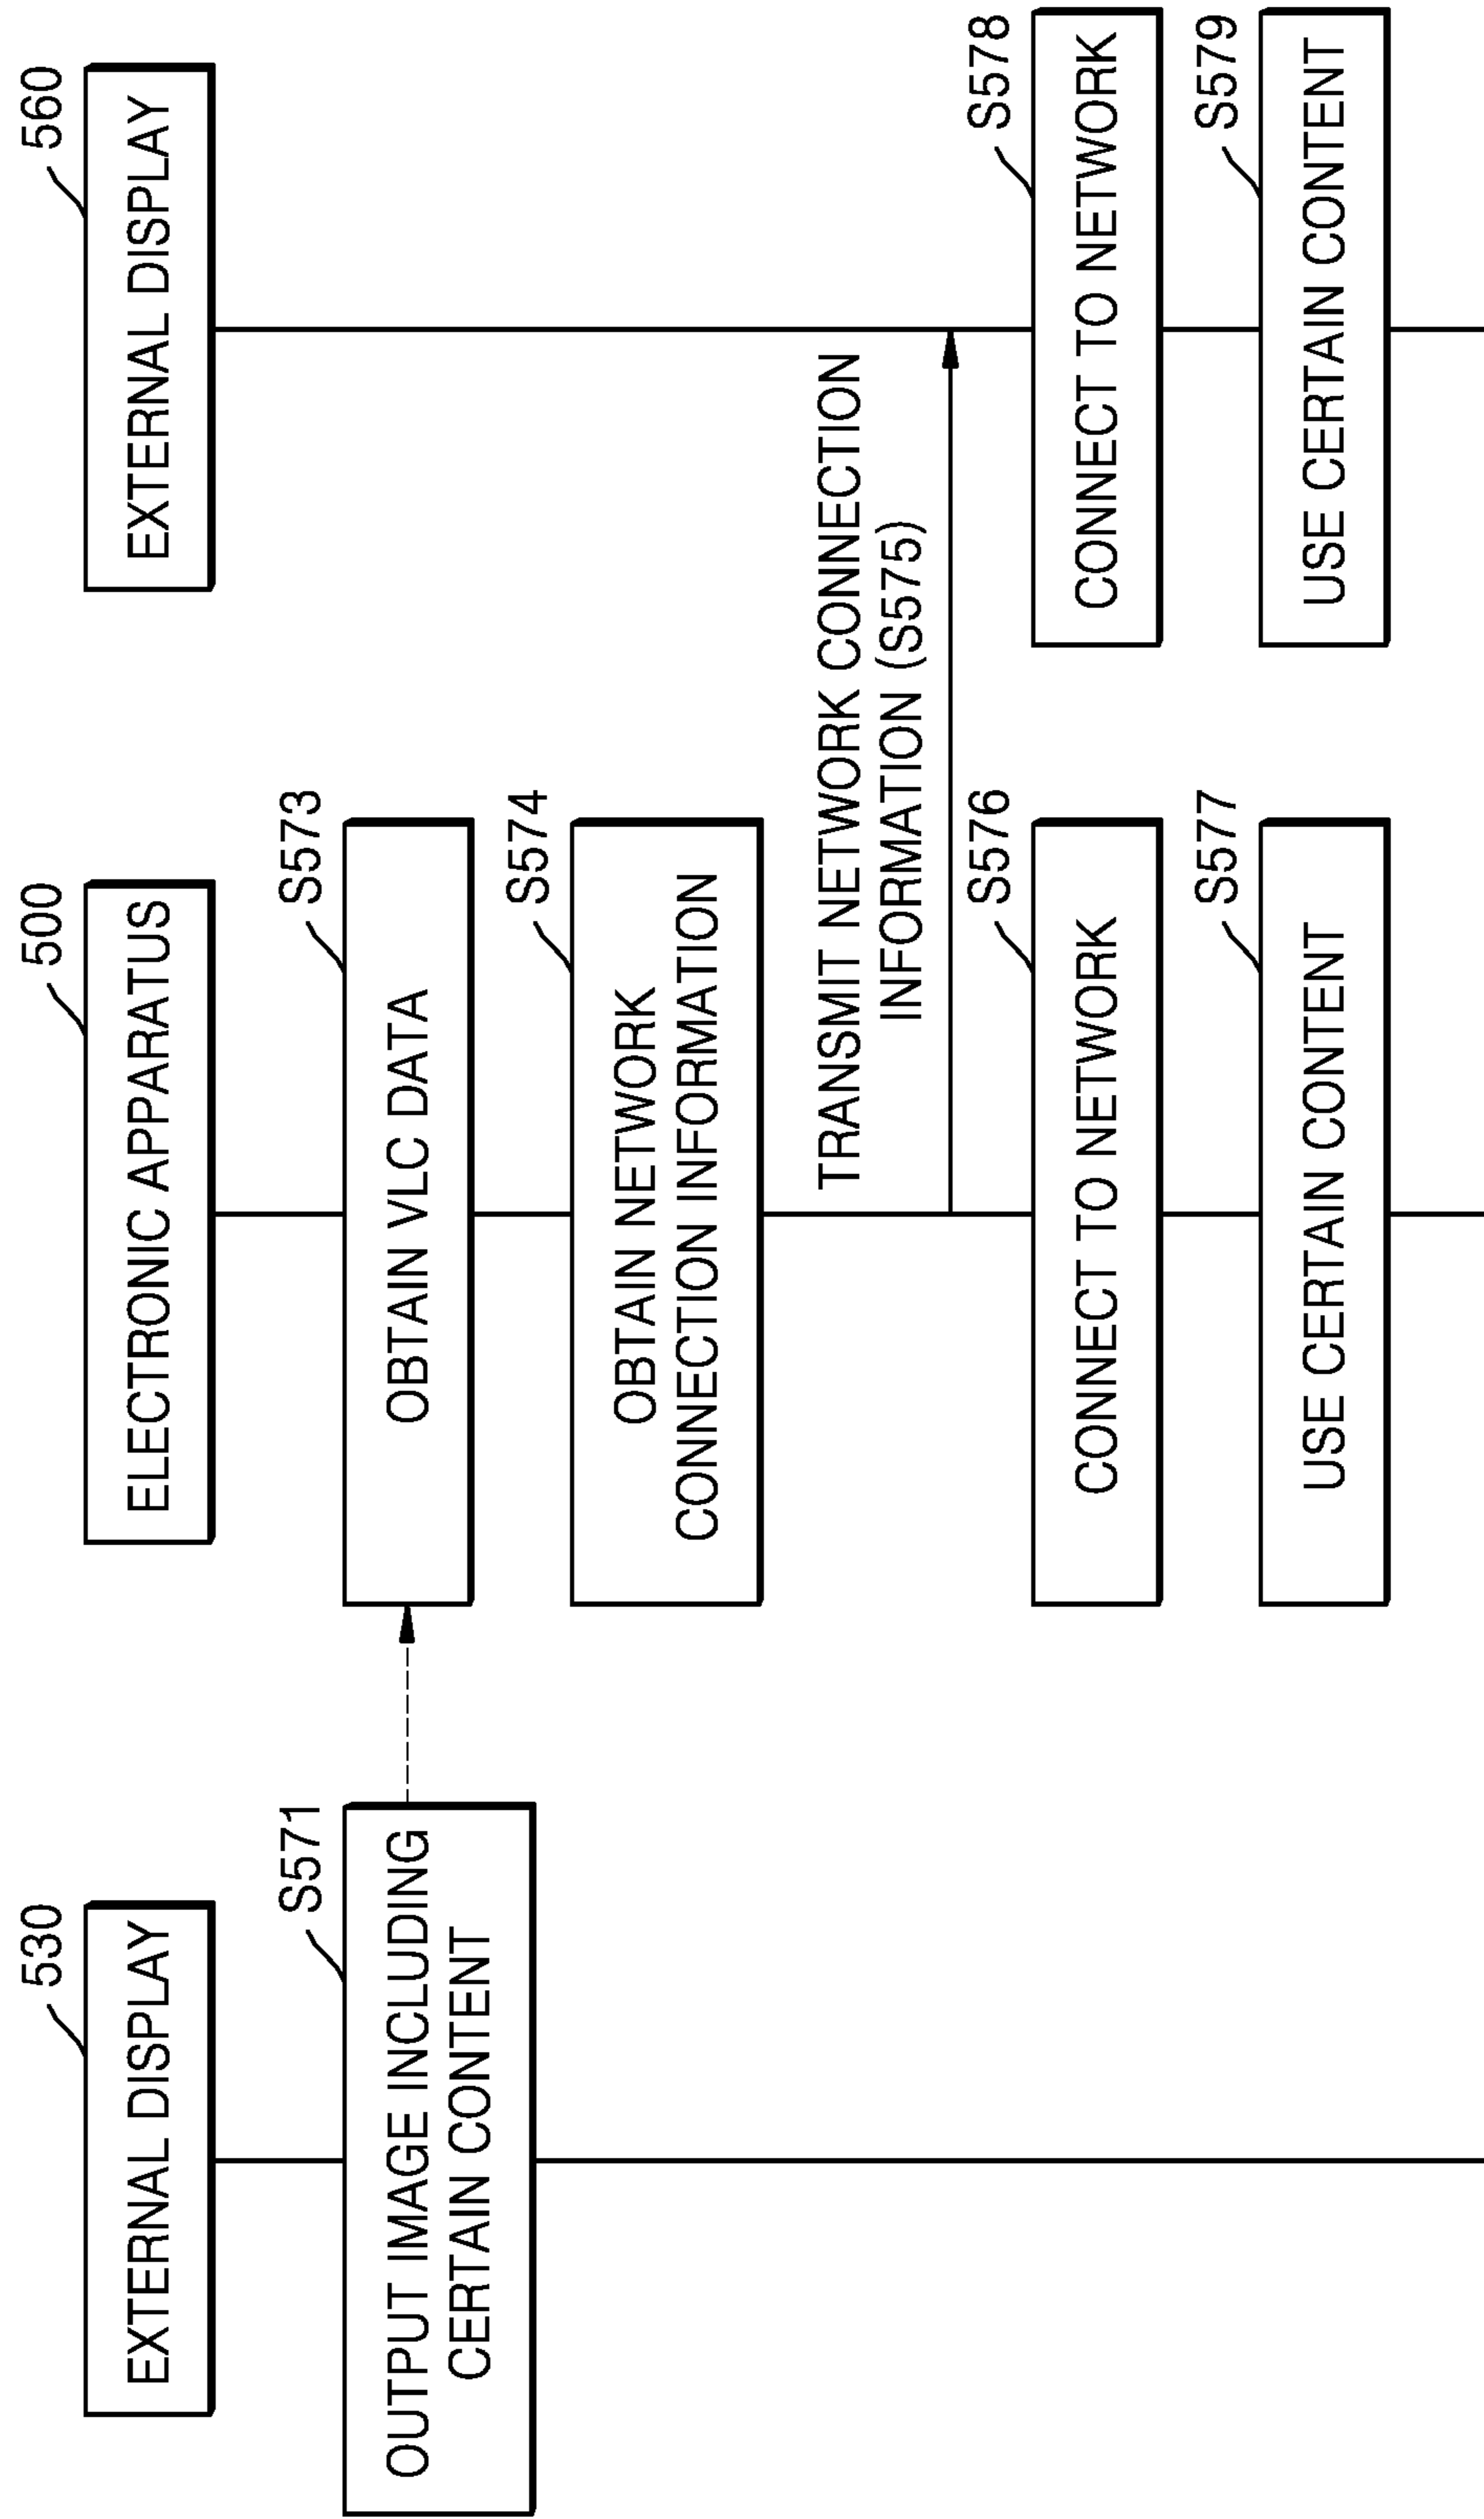 530
EXTERNAL DISPLAY
500
ELECTRONIC APPARATUS
560
EXTERNAL DISPLAY
S571
OUTPUT IMAGE INCLUDING
CERTAIN CONTENT
S573
OBTAIN VLC DATA
S574
OBTAIN NETWORK
CONNECTION INFORMATION
TRANSMIT NETWORK CONNECTION
INFORMATION (S575)
S576
CONNECT TO NETWORK
S578
CONNECT TO NETWORK
S577
USE CERTAIN CONTENT
S579
USE CERTAIN CONTENT